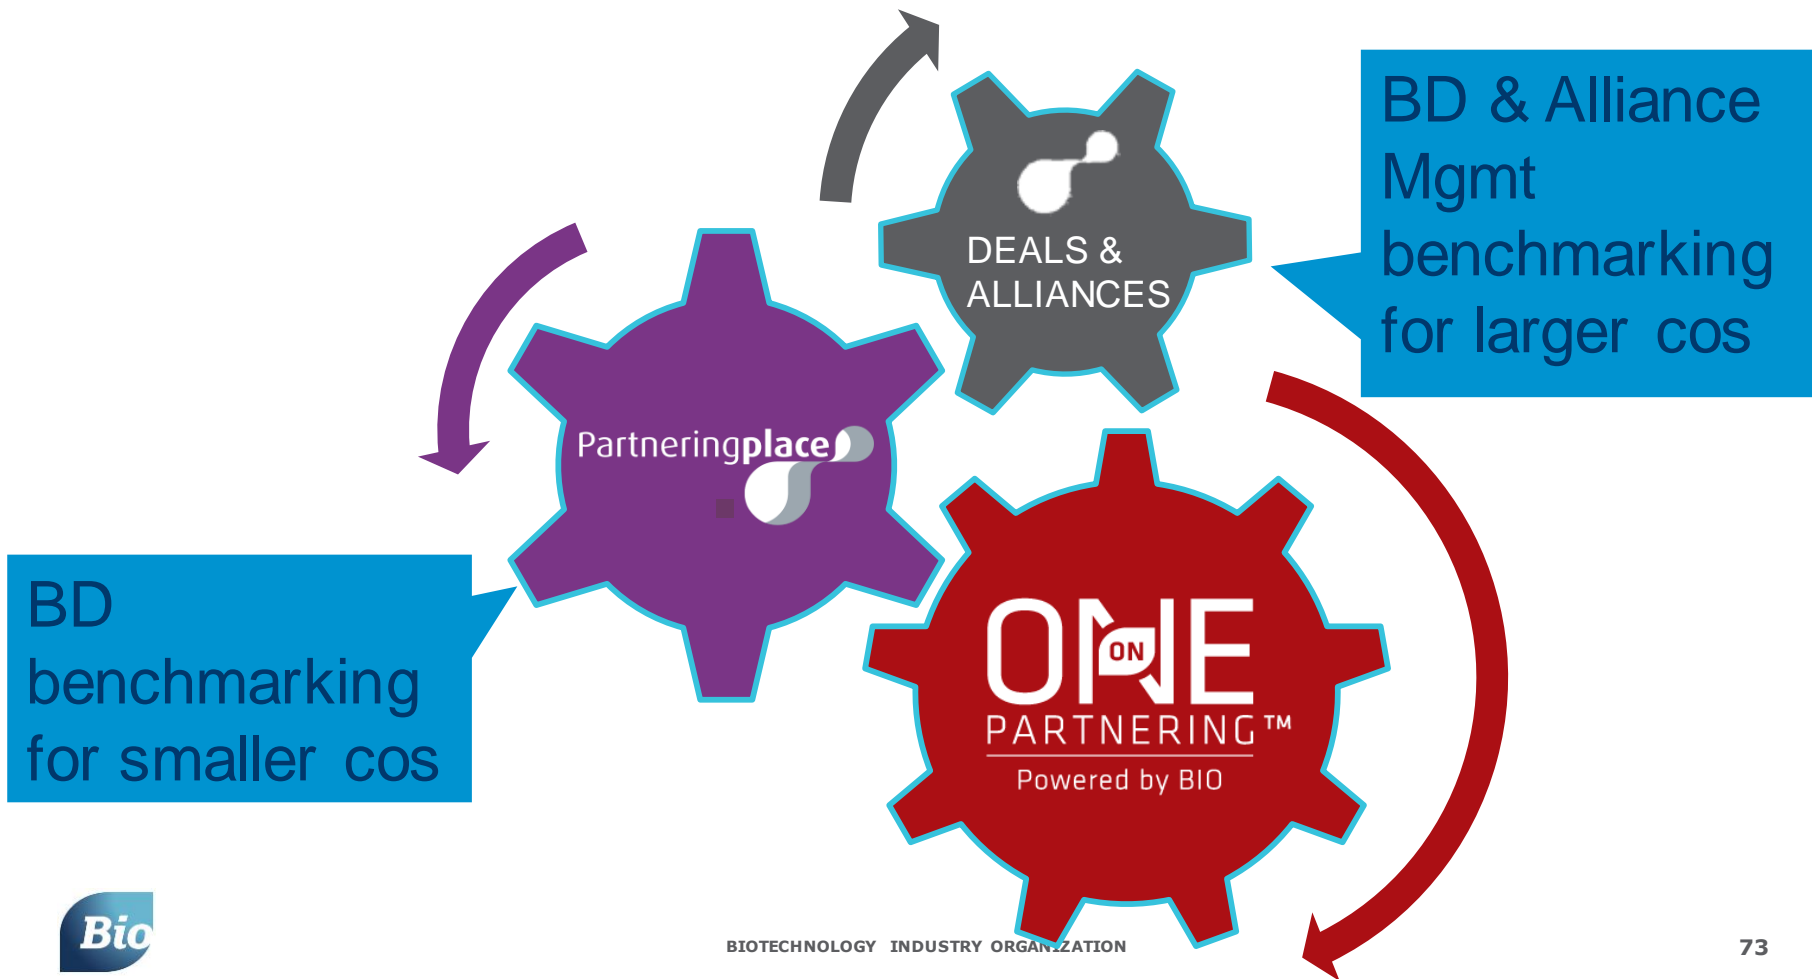 BD & Alliance
Mgmt
benchmarking
for larger cos
DEALS &
ALLIANCES
Partneringplace
BD
benchmarking
for smaller cos
ONE
ON
PARTNERING™
Powered by BIO
Bio
BIOTECHNOLOGY INDUSTRY ORGANIZATION
73